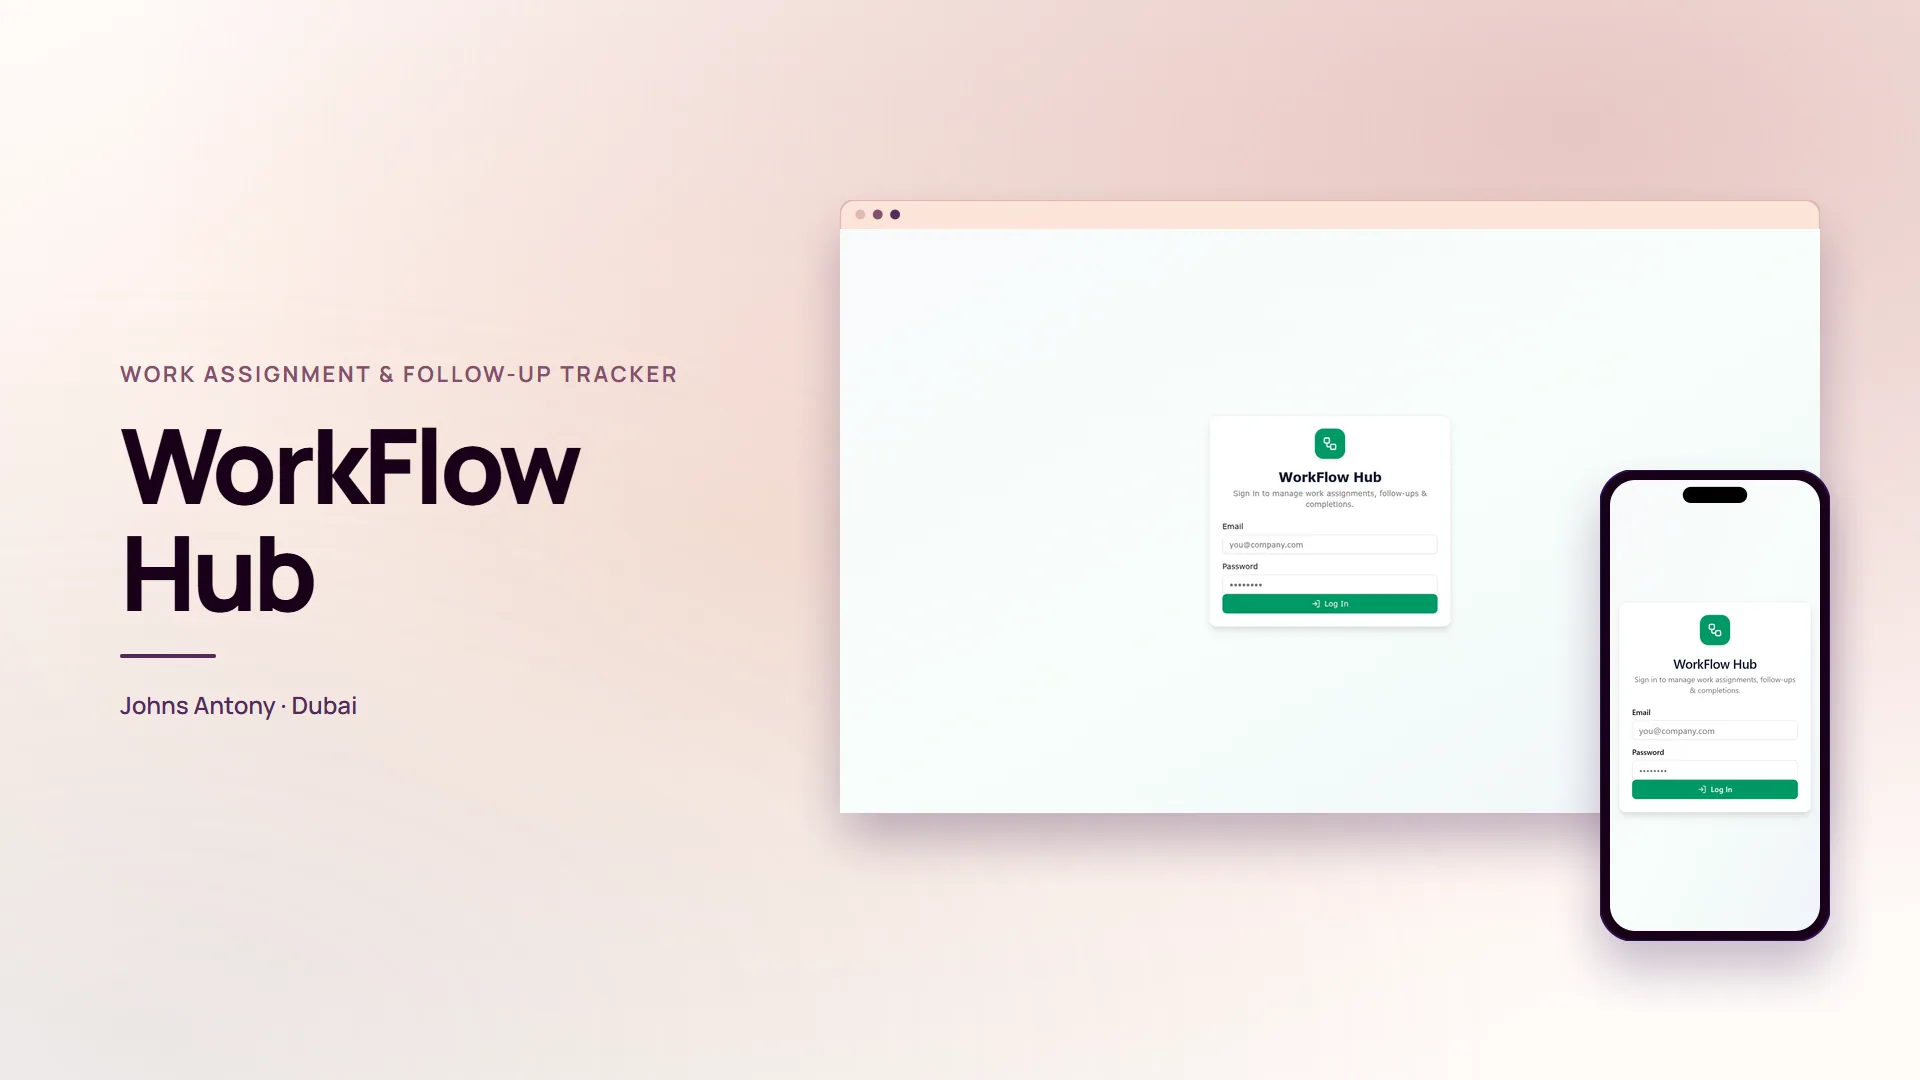 WORK ASSIGNMENT & FOLLOW-UP TRACKER
WorkFlow
Hub
Johns Antony · Dubai
WorkFlow Hub
Sign in to manage work assignments, follow-ups &
completions.
Email
you@company.com
Password
••••••••
Log In
WorkFlow Hub
Sign in to manage work assignments, follow-ups
& completions.
Email
you@company.com
Password
••••••••
Log In